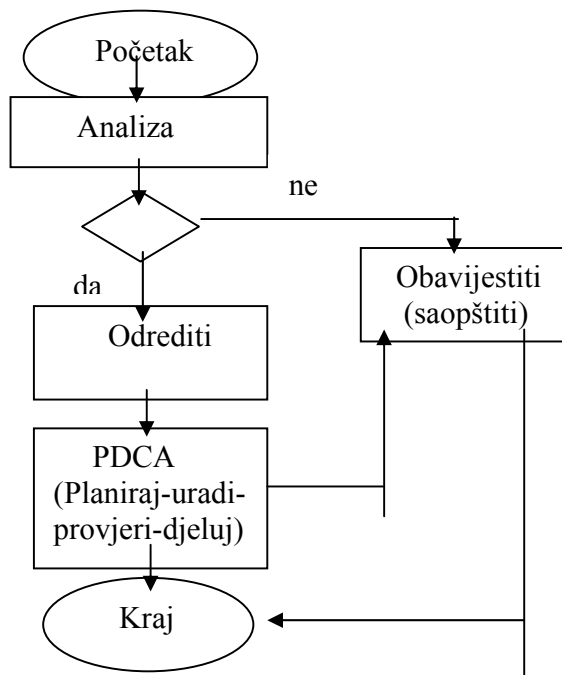 Početak
Analiza
ne
da
Obavijestiti
(saopštiti)
Odrediti
PDCA
(Planiraj-uradi-
provjeri-djeluj)
Kraj